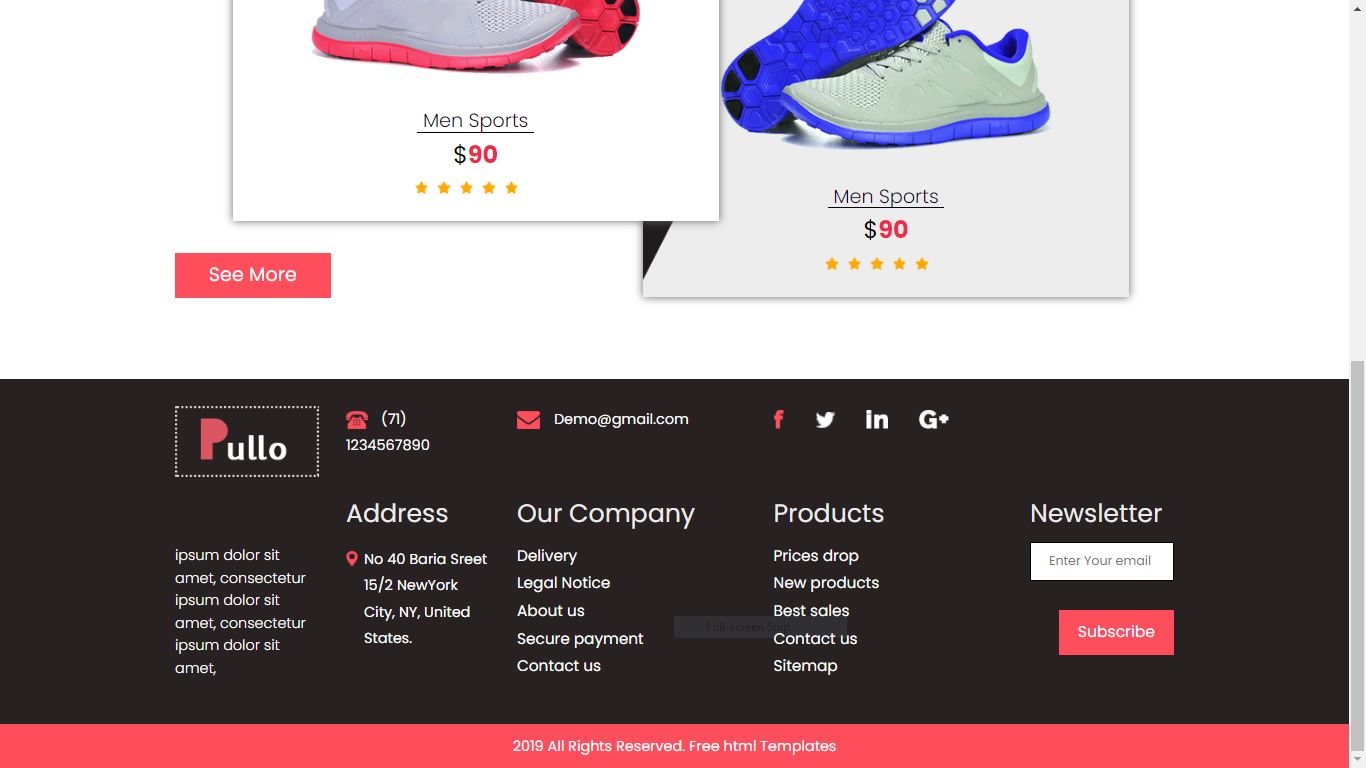 Men Sports
$90
Men Sports
$90
See More
Pullo
(71)
1234567890
Demo@gmail.com
f
in
G+
Address
Our Company
Products
Newsletter
ipsum dolor sit
amet, consectetur
ipsum dolor sit
amet, consectetur
ipsum dolor sit
amet,
No 40 Baria Sreet
15/2 NewYork
City, NY, United
States.
Delivery
Legal Notice
About us
Secure payment
Contact us
Prices drop
New products
Best sales
Contact us
Sitemap
Full-screen Snip
Enter Your email
Subscribe
2019 All Rights Reserved. Free html Templates